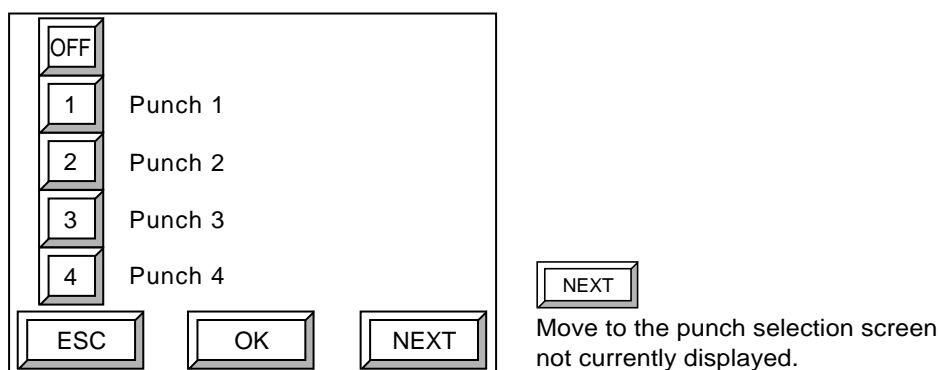 OFF
1 Punch 1
2 Punch 2
3 Punch 3
4 Punch 4
ESC OK NEXT
NEXT
Move to the punch selection screen
not currently displayed.